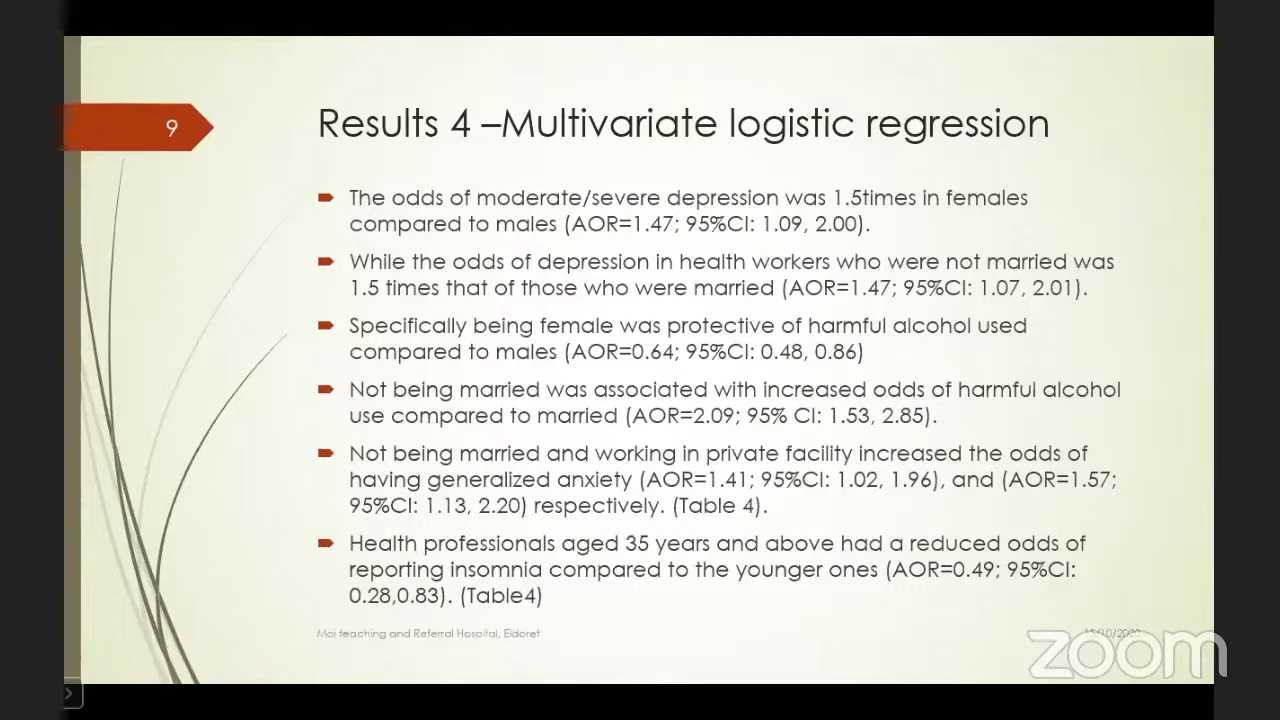 9
Results 4 –Multivariate logistic regression
The odds of moderate/severe depression was 1.5times in females
compared to males (AOR=1.47; 95%CI: 1.09, 2.00).
While the odds of depression in health workers who were not married was
1.5 times that of those who were married (AOR=1.47; 95%CI: 1.07, 2.01).
Specifically being female was protective of harmful alcohol used
compared to males (AOR=0.64; 95%CI: 0.48, 0.86)
Not being married was associated with increased odds of harmful alcohol
use compared to married (AOR=2.09; 95% CI: 1.53, 2.85).
Not being married and working in private facility increased the odds of
having generalized anxiety (AOR=1.41; 95%CI: 1.02, 1.96), and (AOR=1.57;
95%CI: 1.13, 2.20) respectively. (Table 4).
Health professionals aged 35 years and above had a reduced odds of
reporting insomnia compared to the younger ones (AOR=0.49; 95%CI:
0.28,0.83). (Table4)
Moi teaching and Referral Hospital, Eldoret
15/10/2020
zoom